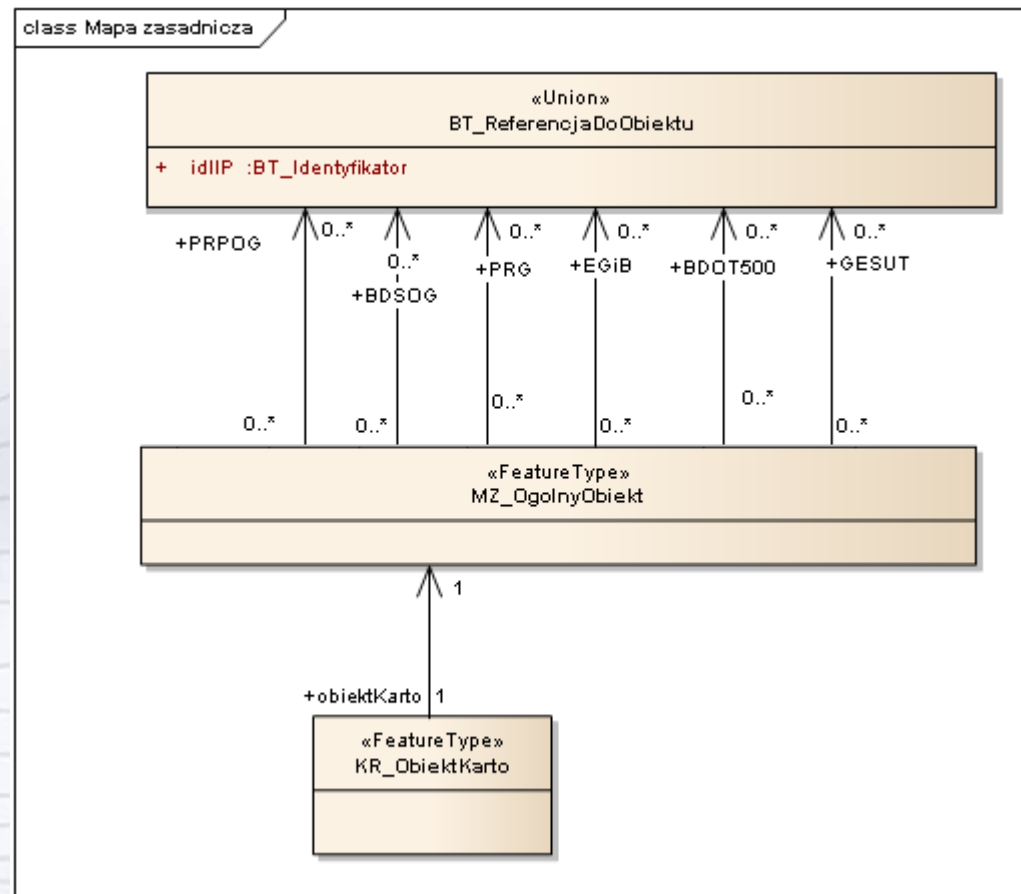 class Mapa zasadnicza
«Union»
BT_ReferencjaDoObiektu
+ idIIP :BT_Identyfikator
+PRPOG
0..*
0..*
+BDSOG
0..*
+PRG
0..*
+EGiB
0..*
+BDOT500
0..*
+GESUT
0..*
0..*
0..*
0..*
0..*
0..*
«FeatureType»
MZ_OgolnyObiekt
1
+obiektKarto 1
«FeatureType»
KR_ObiektKarto